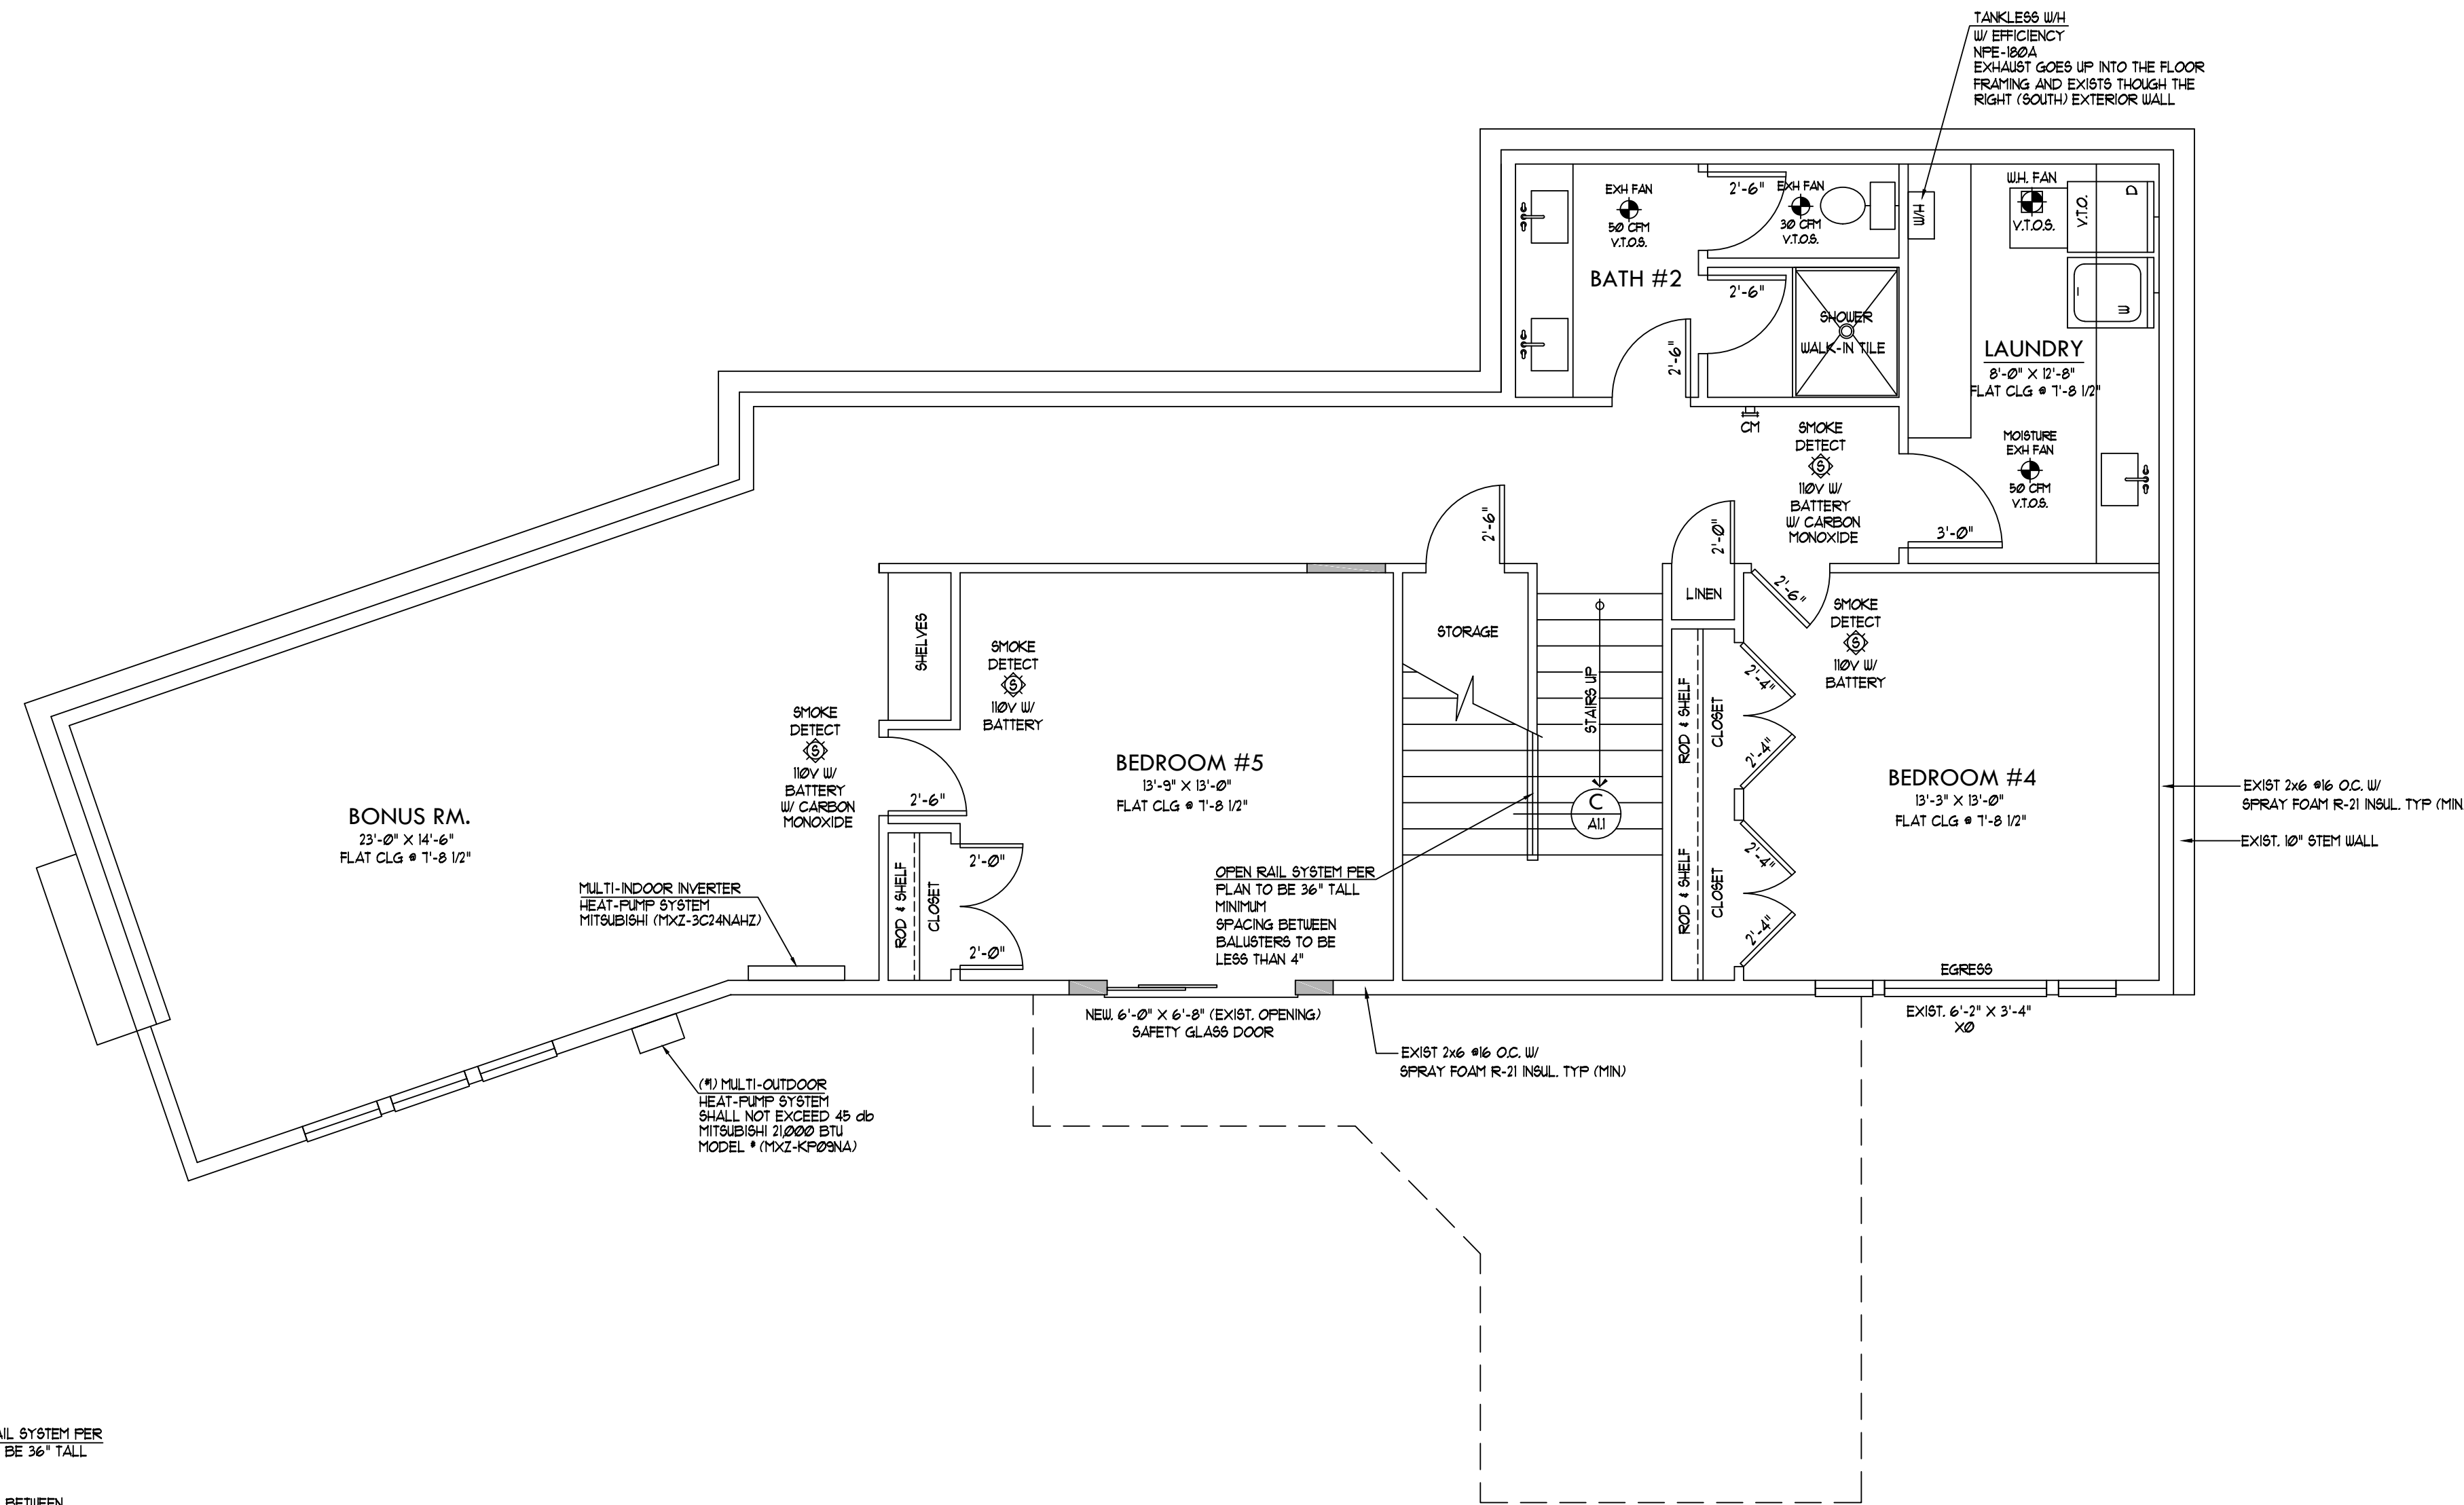 TANKLESS W/H
W/ EFFICIENCY
NPE-180A
EXHAUST GOES UP INTO THE FLOOR
FRAMING AND EXISTS THOUGH THE
RIGHT (SOUTH) EXTERIOR WALL
EXH FAN
50 CFM
V.T.O.S.
2'-6"
EXH FAN
30 CFM
V.T.O.S.
W/H
W.H. FAN
V.T.O.S.
V.T.O.
D
BATH #2
2'-6"
2'-6"
SHOWER
WALK-IN TILE
W
LAUNDRY
8'-0" X 12'-8"
FLAT CLG @ 7'-8 1/2"
CM
SMOKE
DETECT
S
110V W/
BATTERY
W/ CARBON
MONOXIDE
MOISTURE
EXH FAN
50 CFM
V.T.O.S.
3'-0"
2'-6"
2'-0"
LINEN
2'-6"
SMOKE
DETECT
S
110V W/
BATTERY
STORAGE
SHELVES
SMOKE
DETECT
S
110V W/
BATTERY
STAIRS UP
ROD & SHELF
CLOSET
2'-4"
2'-4"
SMOKE
DETECT
S
110V W/
BATTERY
W/ CARBON
MONOXIDE
2'-6"
BEDROOM #5
13'-9" X 13'-0"
FLAT CLG @ 7'-8 1/2"
C
A1.1
BEDROOM #4
13'-3" X 13'-0"
FLAT CLG @ 7'-8 1/2"
EXIST 2x6 @16 O.C. W/
SPRAY FOAM R-21 INSUL. TYP (MIN
EXIST. 10" STEM WALL
BONUS RM.
23'-0" X 14'-6"
FLAT CLG @ 7'-8 1/2"
MULTI-INDOOR INVERTER
HEAT-PUMP SYSTEM
MITSUBISHI (MXZ-3C24NAHZ)
ROD & SHELF
CLOSET
2'-0"
2'-0"
OPEN RAIL SYSTEM PER
PLAN TO BE 36" TALL
MINIMUM
SPACING BETWEEN
BALUSTERS TO BE
LESS THAN 4"
ROD & SHELF
CLOSET
2'-4"
2'-4"
EGRESS
NEW. 6'-0" X 6'-8" (EXIST. OPENING)
SAFETY GLASS DOOR
EXIST. 6'-2" X 3'-4"
XO
EXIST 2x6 @16 O.C. W/
SPRAY FOAM R-21 INSUL. TYP (MIN)
(#1) MULTI-OUTDOOR
HEAT-PUMP SYSTEM
SHALL NOT EXCEED 45 db
MITSUBISHI 21,000 BTU
MODEL # (MXZ-KP09NA)
SYSTEM PER
BE 36" TALL
BETWEEN